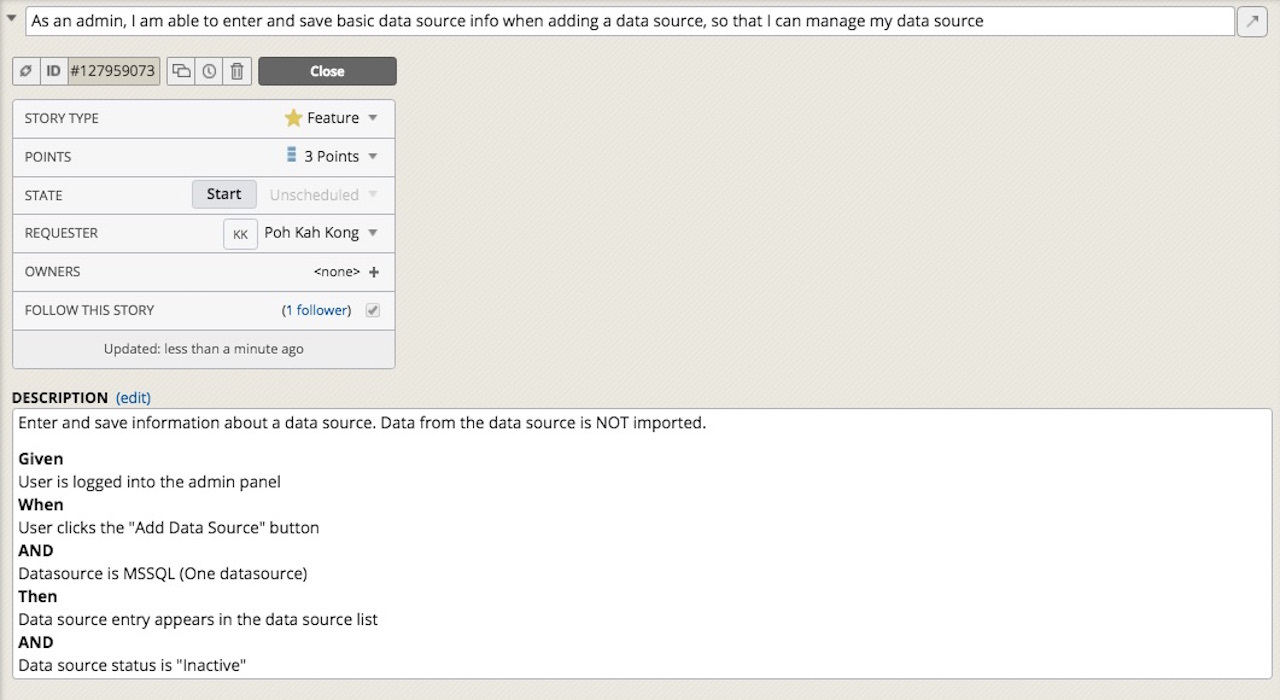 As an admin, I am able to enter and save basic data source info when adding a data source, so that I can manage my data source
ID #127959073 Close
STORY TYPE Feature
POINTS 3 Points
STATE Start Unscheduled
REQUESTER KK Poh Kah Kong
OWNERS <none> +
FOLLOW THIS STORY (1 follower)
Updated: less than a minute ago
DESCRIPTION (edit)
Enter and save information about a data source. Data from the data source is NOT imported.
Given
User is logged into the admin panel
When
User clicks the "Add Data Source" button
AND
Datasource is MSSQL (One datasource)
Then
Data source entry appears in the data source list
AND
Data source status is "Inactive"